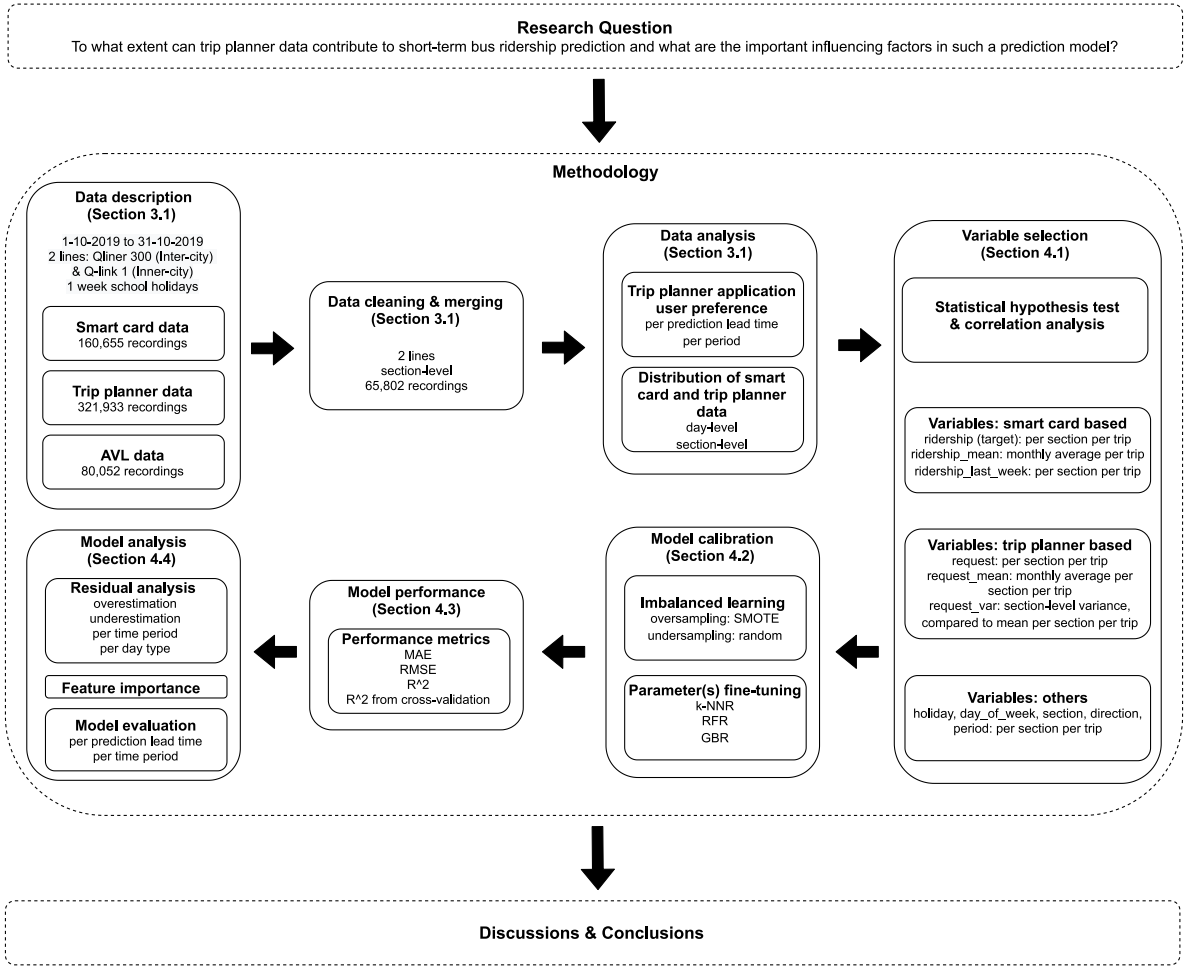 Research Question
To what extent can trip planner data contribute to short-term bus ridership prediction and what are the important influencing factors in such a prediction model?
Methodology
Data description
(Section 3.1)
1-10-2019 to 31-10-2019
2 lines: Qliner 300 (Inter-city)
& Q-link 1 (Inner-city)
1 week school holidays
Smart card data
160,655 recordings
Trip planner data
321,933 recordings
AVL data
80,052 recordings
Data cleaning & merging
(Section 3.1)
2 lines
section-level
65,802 recordings
Data analysis
(Section 3.1)
Trip planner application
user preference
per prediction lead time
per period
Distribution of smart
card and trip planner
data
day-level
section-level
Variable selection
(Section 4.1)
Statistical hypothesis test
& correlation analysis
Variables: smart card based
ridership (target): per section per trip
ridership_mean: monthly average per trip
ridership_last_week: per section per trip
Variables: trip planner based
request: per section per trip
request_mean: monthly average per
section per trip
request_var: section-level variance,
compared to mean per section per trip
Variables: others
holiday, day_of_week, section, direction,
period: per section per trip
Model calibration
(Section 4.2)
Imbalanced learning
oversampling: SMOTE
undersampling: random
Parameter(s) fine-tuning
k-NNR
RFR
GBR
Model performance
(Section 4.3)
Performance metrics
MAE
RMSE
R^2
R^2 from cross-validation
Model analysis
(Section 4.4)
Residual analysis
overestimation
underestimation
per time period
per day type
Feature importance
Model evaluation
per prediction lead time
per time period
Discussions & Conclusions